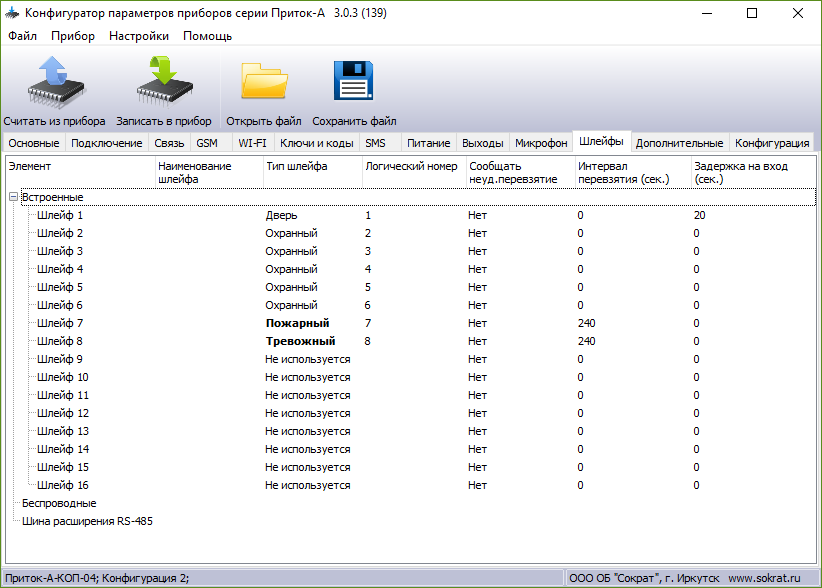 Конфигуратор параметров приборов серии Приток-А 3.0.3 (139)
Файл Прибор Настройки Помощь
Считать из прибора Записать в прибор Открыть файл Сохранить файл
Основные Подключение Связь GSM WI-FI Ключи и коды SMS Питание Выходы Микрофон Шлейфы Дополнительные Конфигурация
Элемент Наименование шлейфа Тип шлейфа Логический номер Сообщать неуд.перевзятие Интервал перевзятия (сек.) Задержка на вход (сек.)
Встроенные
Шлейф 1 Дверь 1 Нет 0 20
Шлейф 2 Охранный 2 Нет 0 0
Шлейф 3 Охранный 3 Нет 0 0
Шлейф 4 Охранный 4 Нет 0 0
Шлейф 5 Охранный 5 Нет 0 0
Шлейф 6 Охранный 6 Нет 0 0
Шлейф 7 Пожарный 7 Нет 240 0
Шлейф 8 Тревожный 8 Нет 240 0
Шлейф 9 Не используется Нет 0 0
Шлейф 10 Не используется Нет 0 0
Шлейф 11 Не используется Нет 0 0
Шлейф 12 Не используется Нет 0 0
Шлейф 13 Не используется Нет 0 0
Шлейф 14 Не используется Нет 0 0
Шлейф 15 Не используется Нет 0 0
Шлейф 16 Не используется Нет 0 0
Беспроводные
Шина расширения RS-485
Приток-А-КОП-04; Конфигурация 2; ООО ОБ "Сократ", г. Иркутск www.sokrat.ru